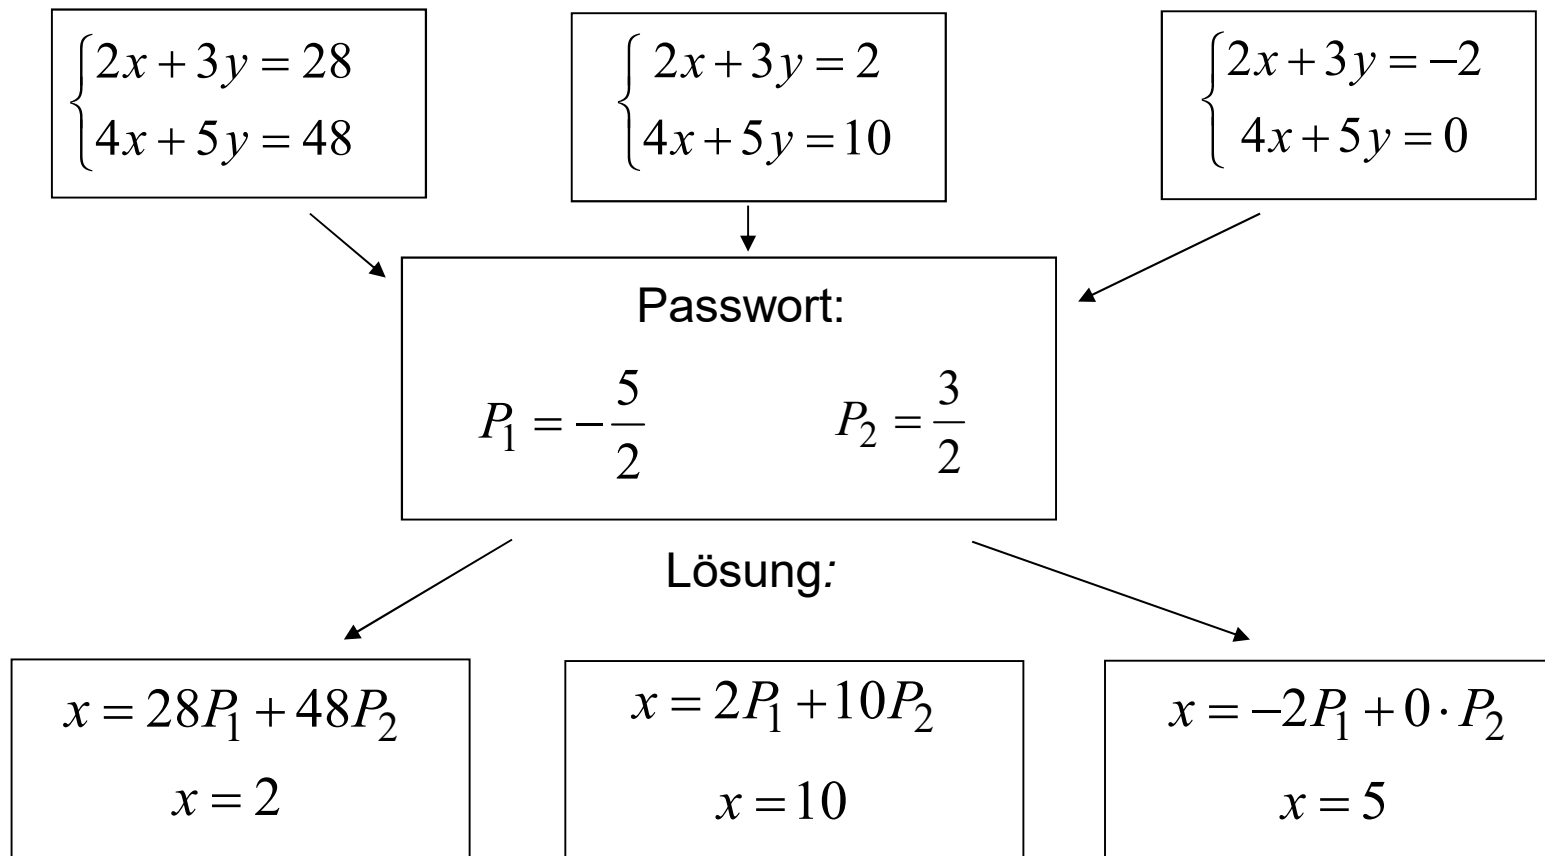 2x + 3y = 28
4x + 5y = 48
2x + 3y = 2
4x + 5y = 10
2x + 3y = −2
4x + 5y = 0
Passwort:
P₁ = −5/2    P₂ = 3/2
Lösung:
x = 28P₁ + 48P₂
x = 2
x = 2P₁ + 10P₂
x = 10
x = −2P₁ + 0 · P₂
x = 5